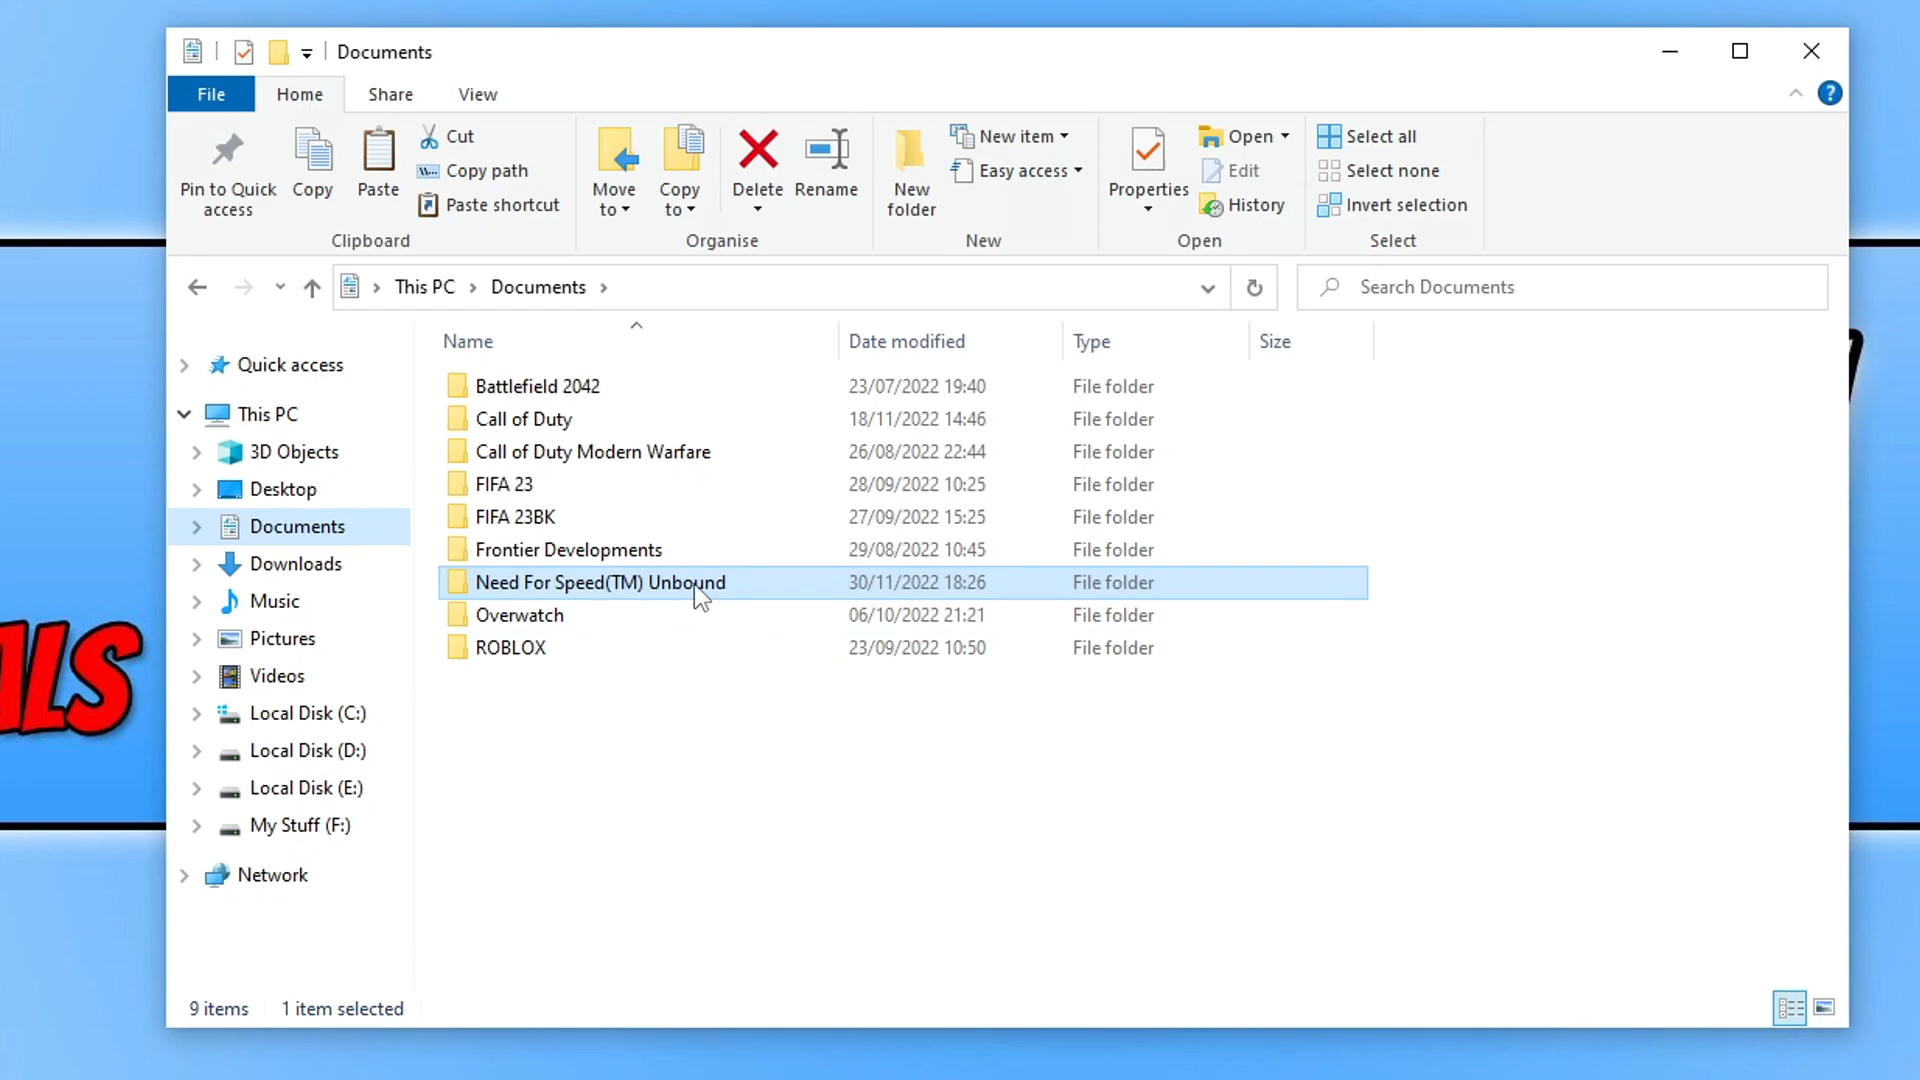 Documents
File Home Share View
Pin to Quick access
Copy
Paste
Cut
Copy path
Paste shortcut
Clipboard
Move to
Copy to
Delete
Rename
Organise
New folder
New item
Easy access
New
Properties
Open
Edit
History
Open
Select all
Select none
Invert selection
Select
This PC Documents
Search Documents
Name Date modified Type Size
Quick access
This PC
3D Objects
Desktop
Documents
Downloads
Music
Pictures
Videos
Local Disk (C:)
Local Disk (D:)
Local Disk (E:)
My Stuff (F:)
Network
Battlefield 2042 23/07/2022 19:40 File folder
Call of Duty 18/11/2022 14:46 File folder
Call of Duty Modern Warfare 26/08/2022 22:44 File folder
FIFA 23 28/09/2022 10:25 File folder
FIFA 23BK 27/09/2022 15:25 File folder
Frontier Developments 29/08/2022 10:45 File folder
Need For Speed(TM) Unbound 30/11/2022 18:26 File folder
Overwatch 06/10/2022 21:21 File folder
ROBLOX 23/09/2022 10:50 File folder
9 items 1 item selected